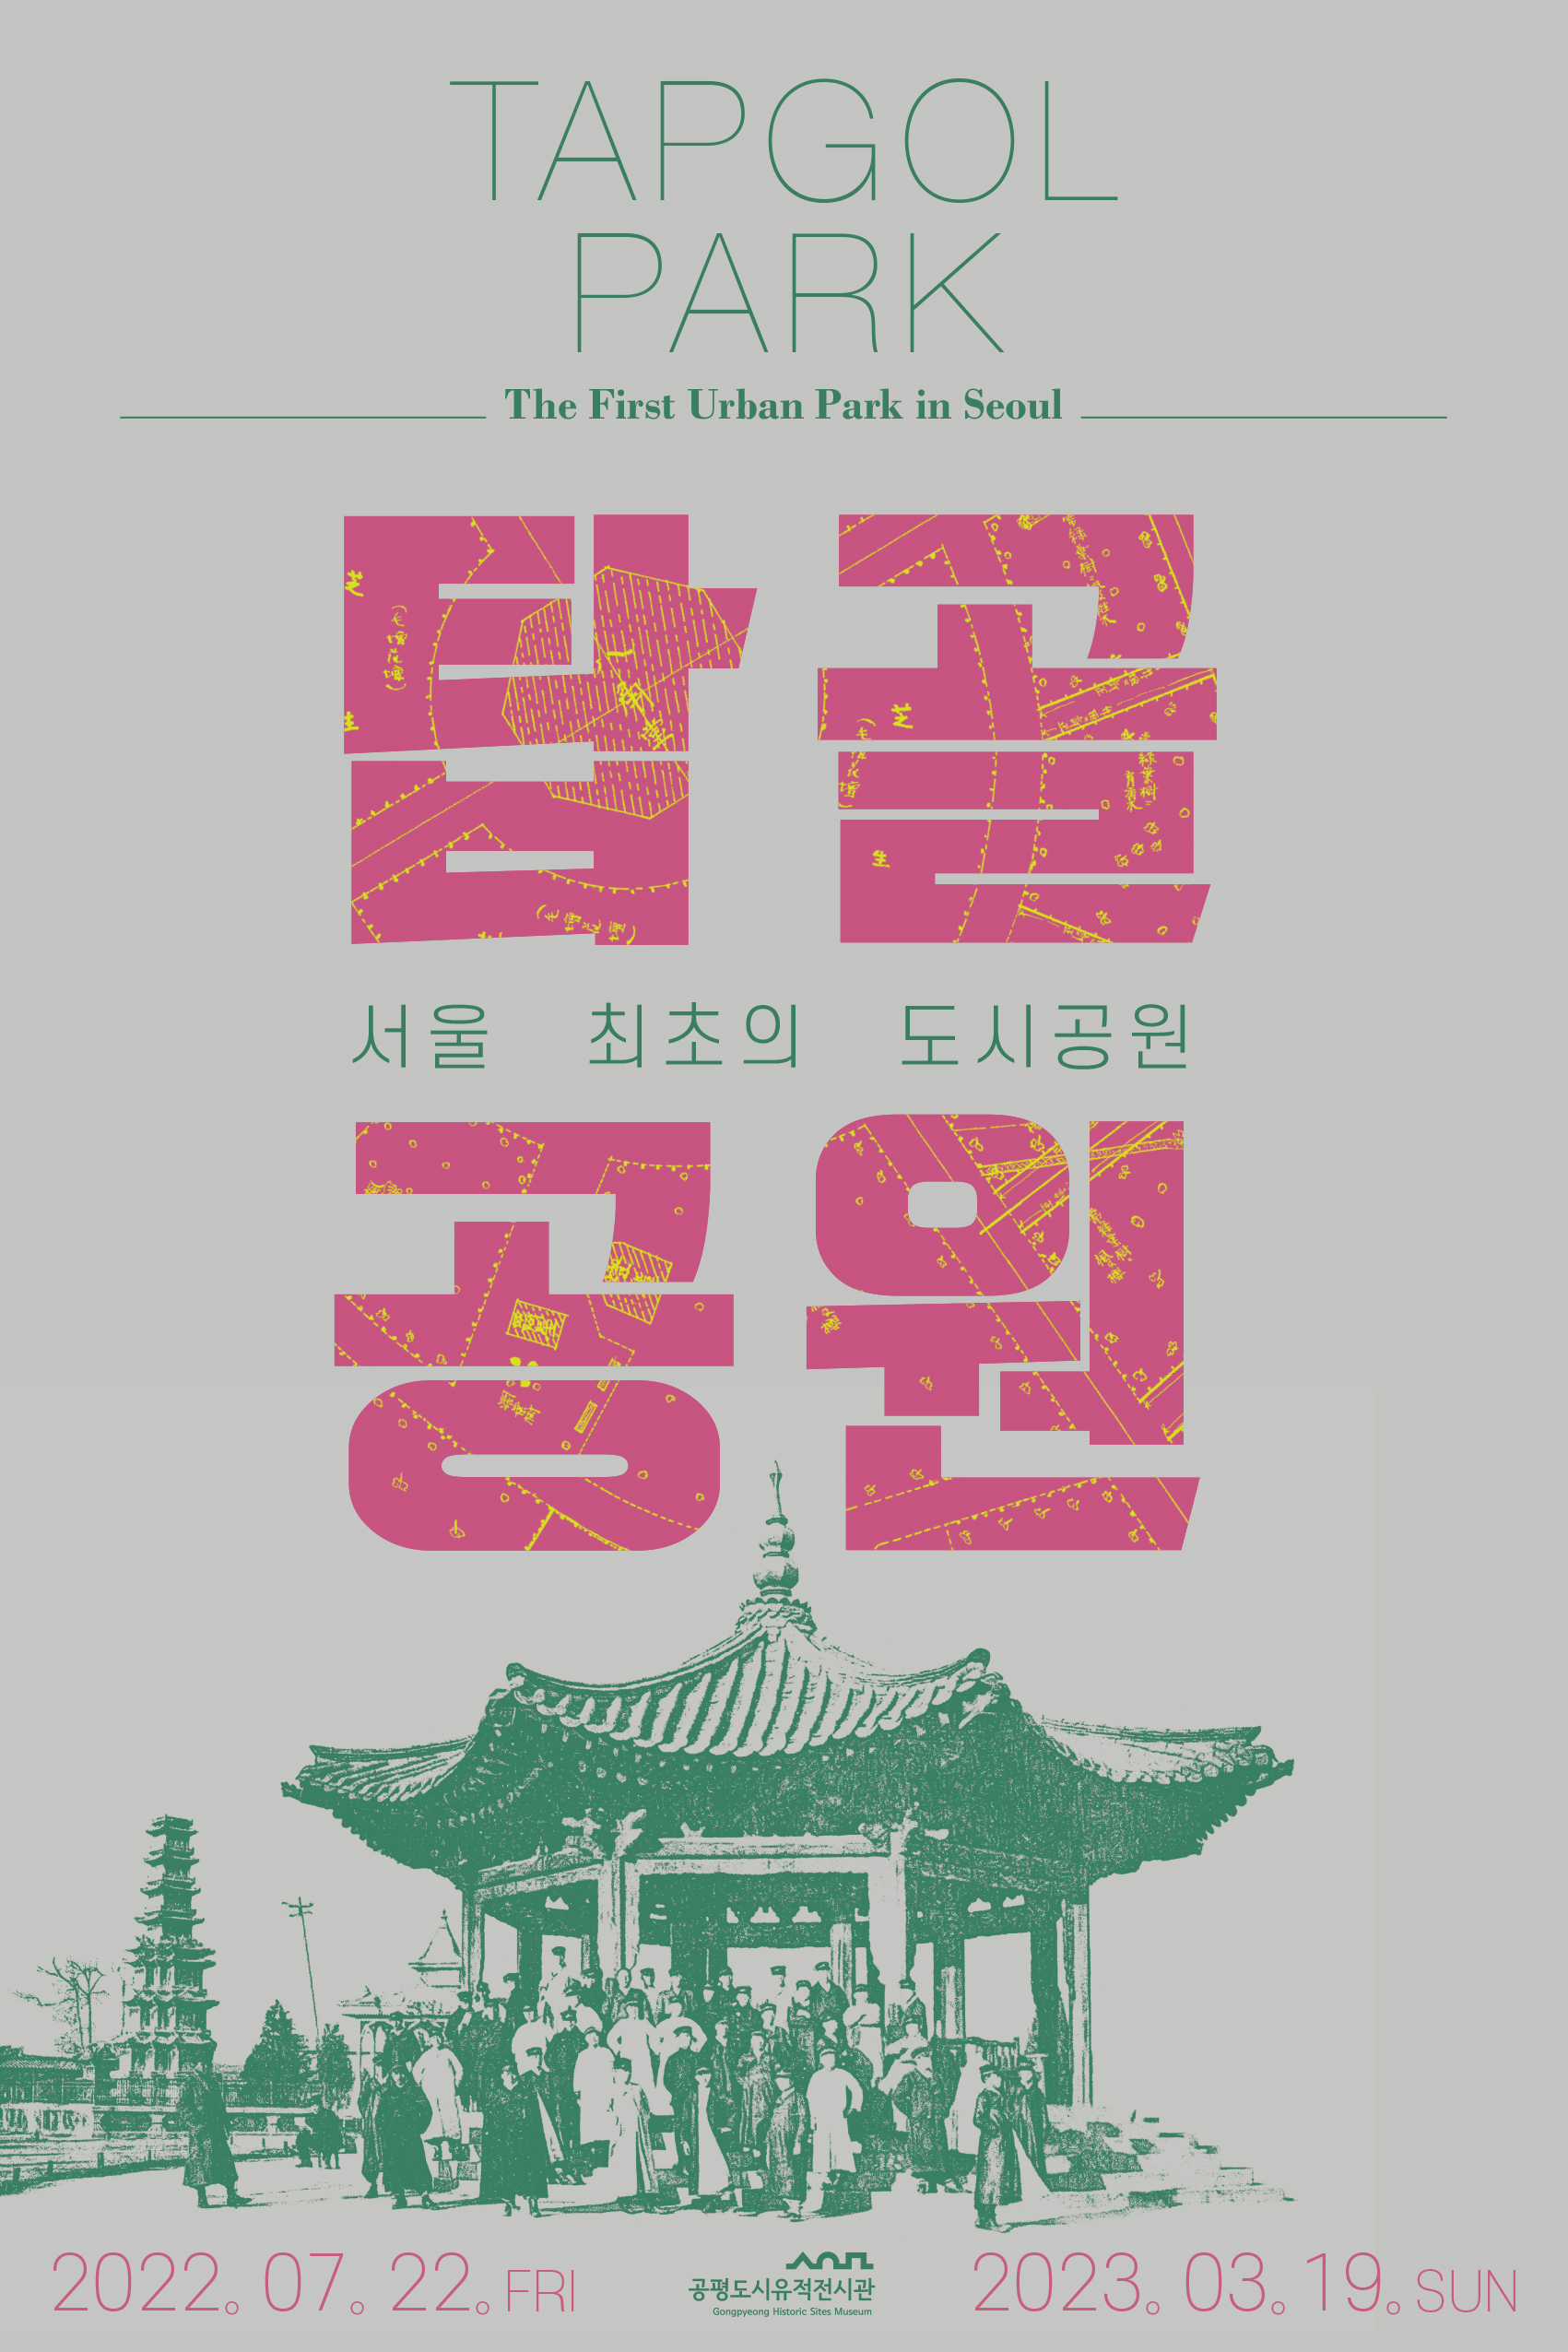 TAPGOL
PARK
The First Urban Park in Seoul
탑골
서울 최초의 도시공원
공원
2022. 07. 22. FRI
공평도시유적전시관
Gongpyeong Historic Sites Museum
2023. 03. 19. SUN